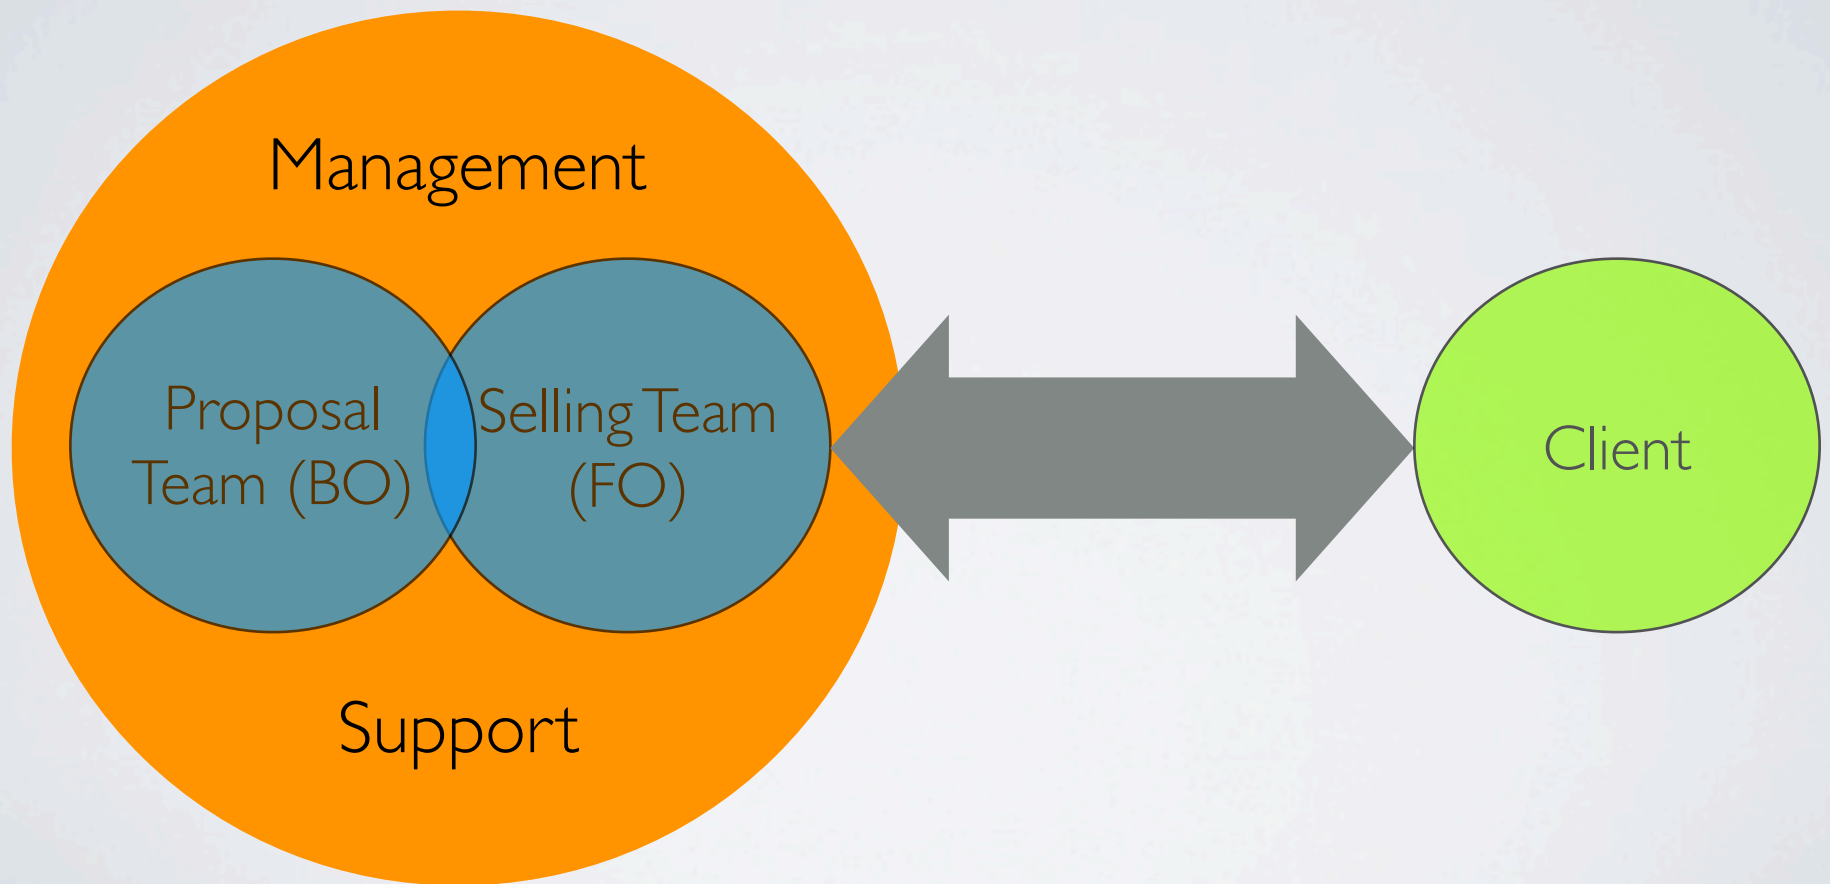 Management
Proposal
Team (BO)
Selling Team
(FO)
Client
Support